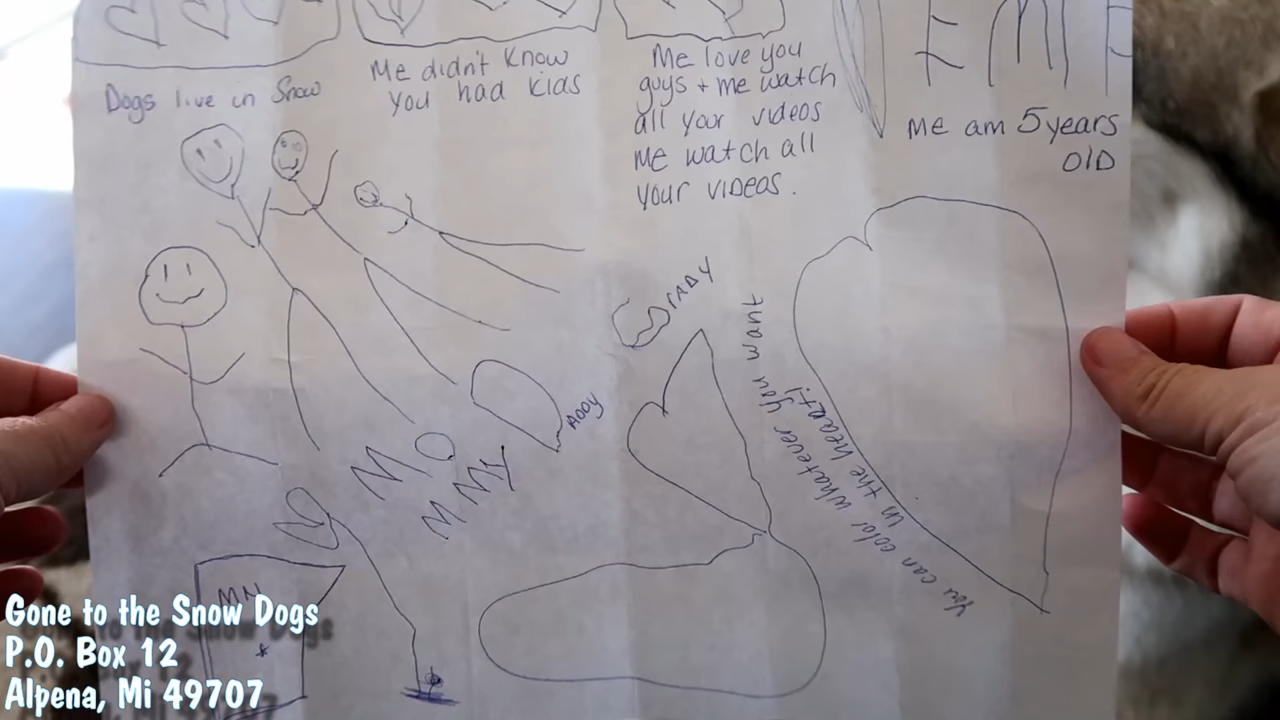 Dogs live in Snow
Me didn't Know
you had kids
Me love you
guys + me watch
all your videos
me watch all
your videos.
me am 5 years
old
GRADY
ADDY
MO
MMY
You can color whatever you want
in the heart!
Gone to the Snow Dogs
P.O. Box 12
Alpena, Mi 49707